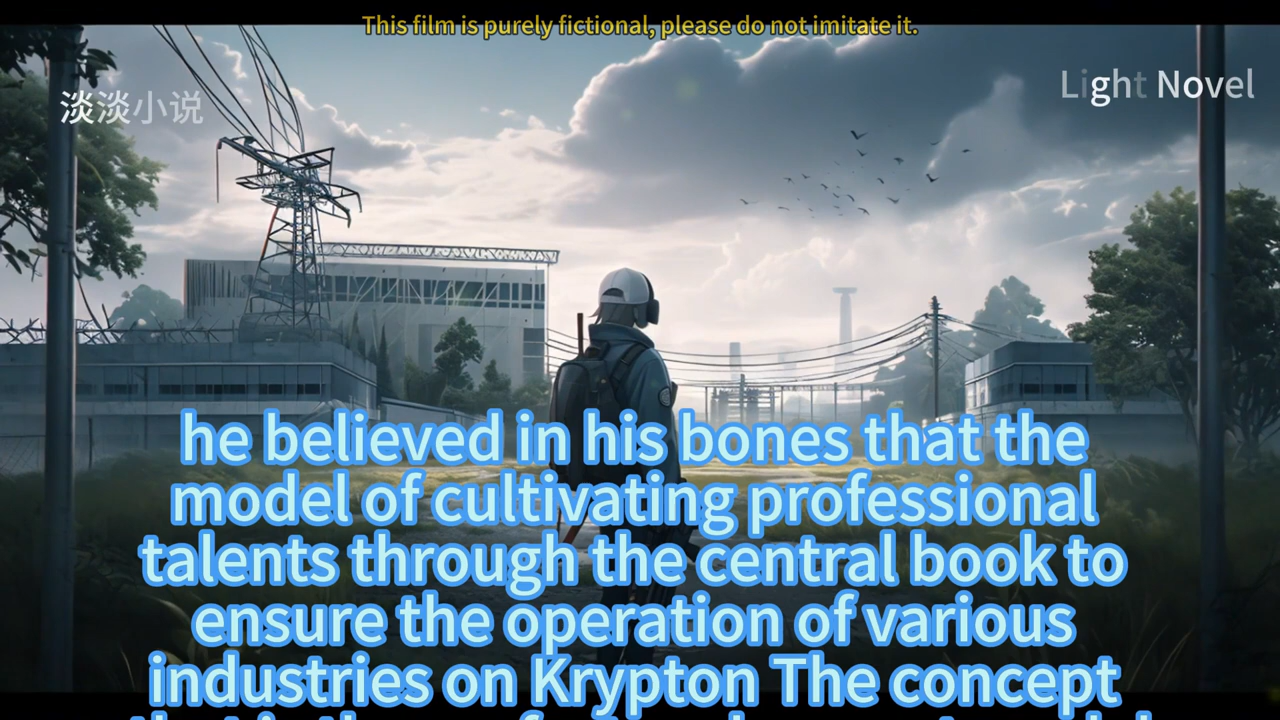 This film is purely fictional, please do not imitate it.
淡淡小说
Light Novel
he believed in his bones that the
model of cultivating professional
talents through the central book to
ensure the operation of various
industries on Krypton The concept